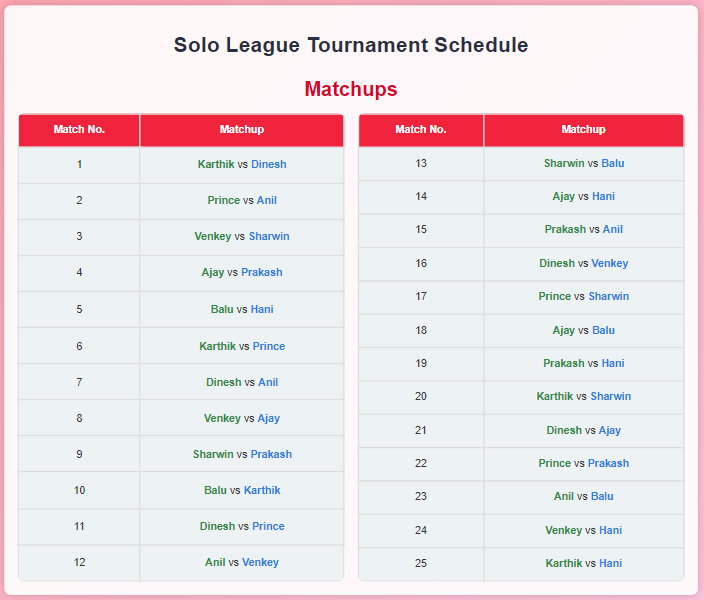 Solo League Tournament Schedule
Matchups
Match No. Matchup
1 Karthik vs Dinesh
2 Prince vs Anil
3 Venkey vs Sharwin
4 Ajay vs Prakash
5 Balu vs Hani
6 Karthik vs Prince
7 Dinesh vs Anil
8 Venkey vs Ajay
9 Sharwin vs Prakash
10 Balu vs Karthik
11 Dinesh vs Prince
12 Anil vs Venkey
Match No. Matchup
13 Sharwin vs Balu
14 Ajay vs Hani
15 Prakash vs Anil
16 Dinesh vs Venkey
17 Prince vs Sharwin
18 Ajay vs Balu
19 Prakash vs Hani
20 Karthik vs Sharwin
21 Dinesh vs Ajay
22 Prince vs Prakash
23 Anil vs Balu
24 Venkey vs Hani
25 Karthik vs Hani